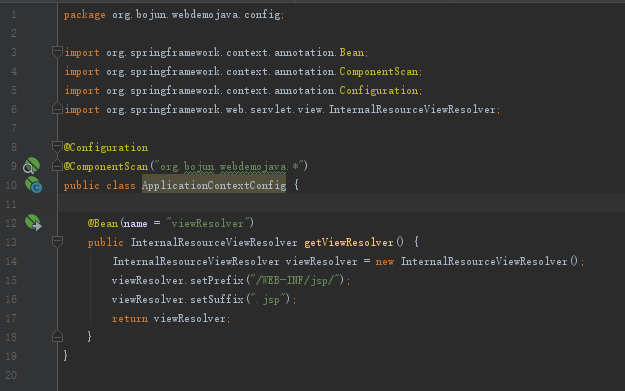 1 package org.bojun.webdemojava.config;
2
3 import org.springframework.context.annotation.Bean;
4 import org.springframework.context.annotation.ComponentScan;
5 import org.springframework.context.annotation.Configuration;
6 import org.springframework.web.servlet.view.InternalResourceViewResolver;
7
8 @Configuration
9 @ComponentScan("org.bojun.webdemojava.*")
10 public class ApplicationContextConfig {
11
12 @Bean(name = "viewResolver")
13 public InternalResourceViewResolver getViewResolver() {
14 InternalResourceViewResolver viewResolver = new InternalResourceViewResolver();
15 viewResolver.setPrefix("/WEB-INF/jsp/");
16 viewResolver.setSuffix(".jsp");
17 return viewResolver;
18 }
19 }
20